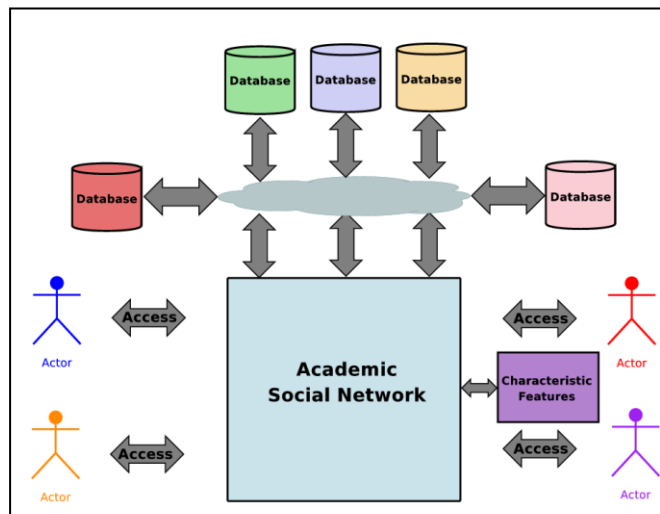 Database
Database
Database
Database
Database
Access
Actor
Access
Actor
Academic
Social Network
Characteristic
Features
Access
Actor
Access
Actor